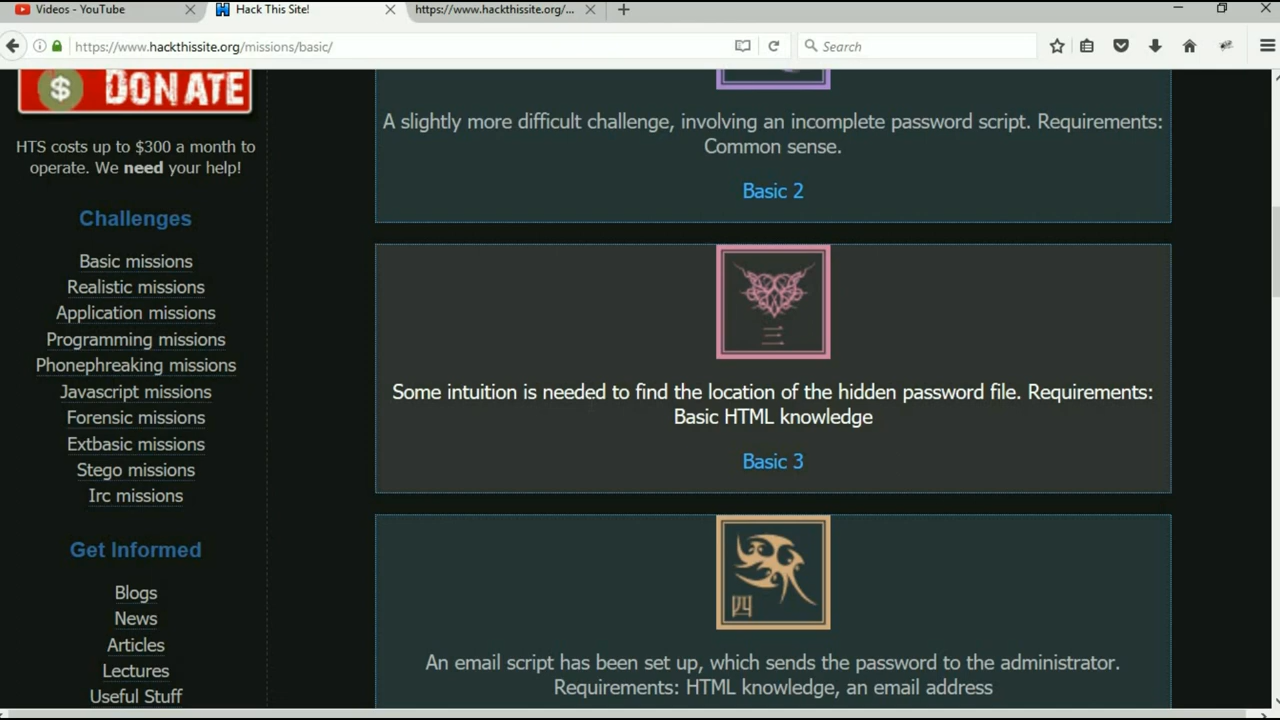 Videos - YouTube
Hack This Site!
https://www.hackthissite.org/...
https://www.hackthissite.org/missions/basic/
Search
$ DONATE
HTS costs up to $300 a month to
operate. We need your help!
Challenges
Basic missions
Realistic missions
Application missions
Programming missions
Phonephreaking missions
Javascript missions
Forensic missions
Extbasic missions
Stego missions
Irc missions
Get Informed
Blogs
News
Articles
Lectures
Useful Stuff
A slightly more difficult challenge, involving an incomplete password script. Requirements:
Common sense.
Basic 2
三
Some intuition is needed to find the location of the hidden password file. Requirements:
Basic HTML knowledge
Basic 3
四
An email script has been set up, which sends the password to the administrator.
Requirements: HTML knowledge, an email address